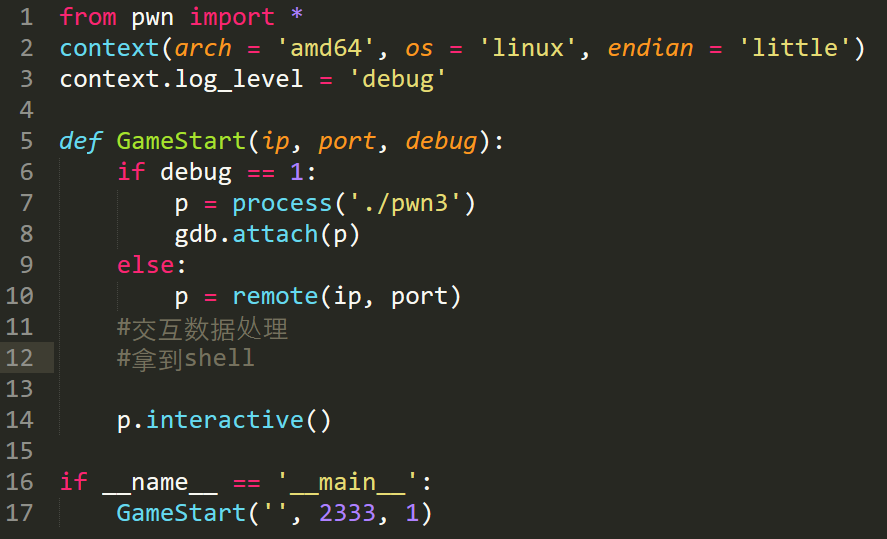 1 from pwn import *
2 context(arch = 'amd64', os = 'linux', endian = 'little')
3 context.log_level = 'debug'
4
5 def GameStart(ip, port, debug):
6     if debug == 1:
7         p = process('./pwn3')
8         gdb.attach(p)
9     else:
10         p = remote(ip, port)
11     #交互数据处理
12     #拿到shell
13
14     p.interactive()
15
16 if __name__ == '__main__':
17     GameStart('', 2333, 1)